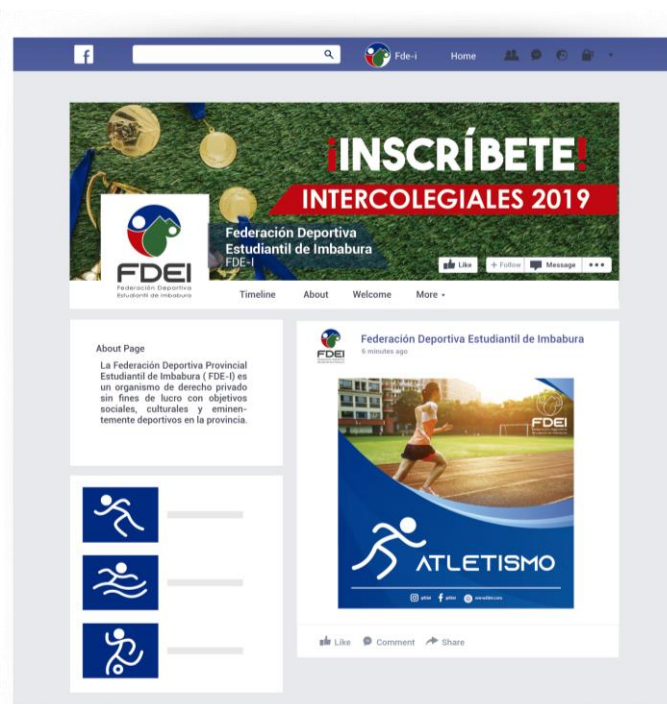 f
Fde-i
Home
¡INSCRÍBETE!
INTERCOLEGIALES 2019
Federación Deportiva
Estudiantil de Imbabura
FDE-I
FDEI
Federación Deportiva
Estudiantil de Imbabura
Like
+ Follow
Message
Timeline
About
Welcome
More
About Page
La Federación Deportiva Provincial
Estudiantil de Imbabura ( FDE-I) es
un organismo de derecho privado
sin fines de lucro con objetivos
sociales, culturales y eminen-
temente deportivos en la provincia.
FDEI
Federación Deportiva Estudiantil de Imbabura
6 minutes ago
FDEI
ATLETISMO
Like
Comment
Share